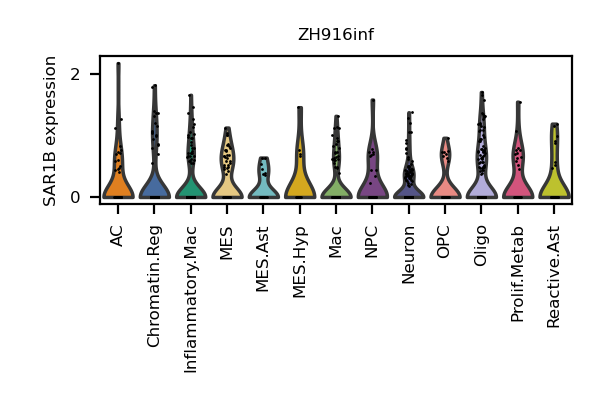 ZH916inf
SAR1B expression
2
0
AC
Chromatin.Reg
Inflammatory.Mac
MES
MES.Ast
MES.Hyp
Mac
NPC
Neuron
OPC
Oligo
Prolif.Metab
Reactive.Ast